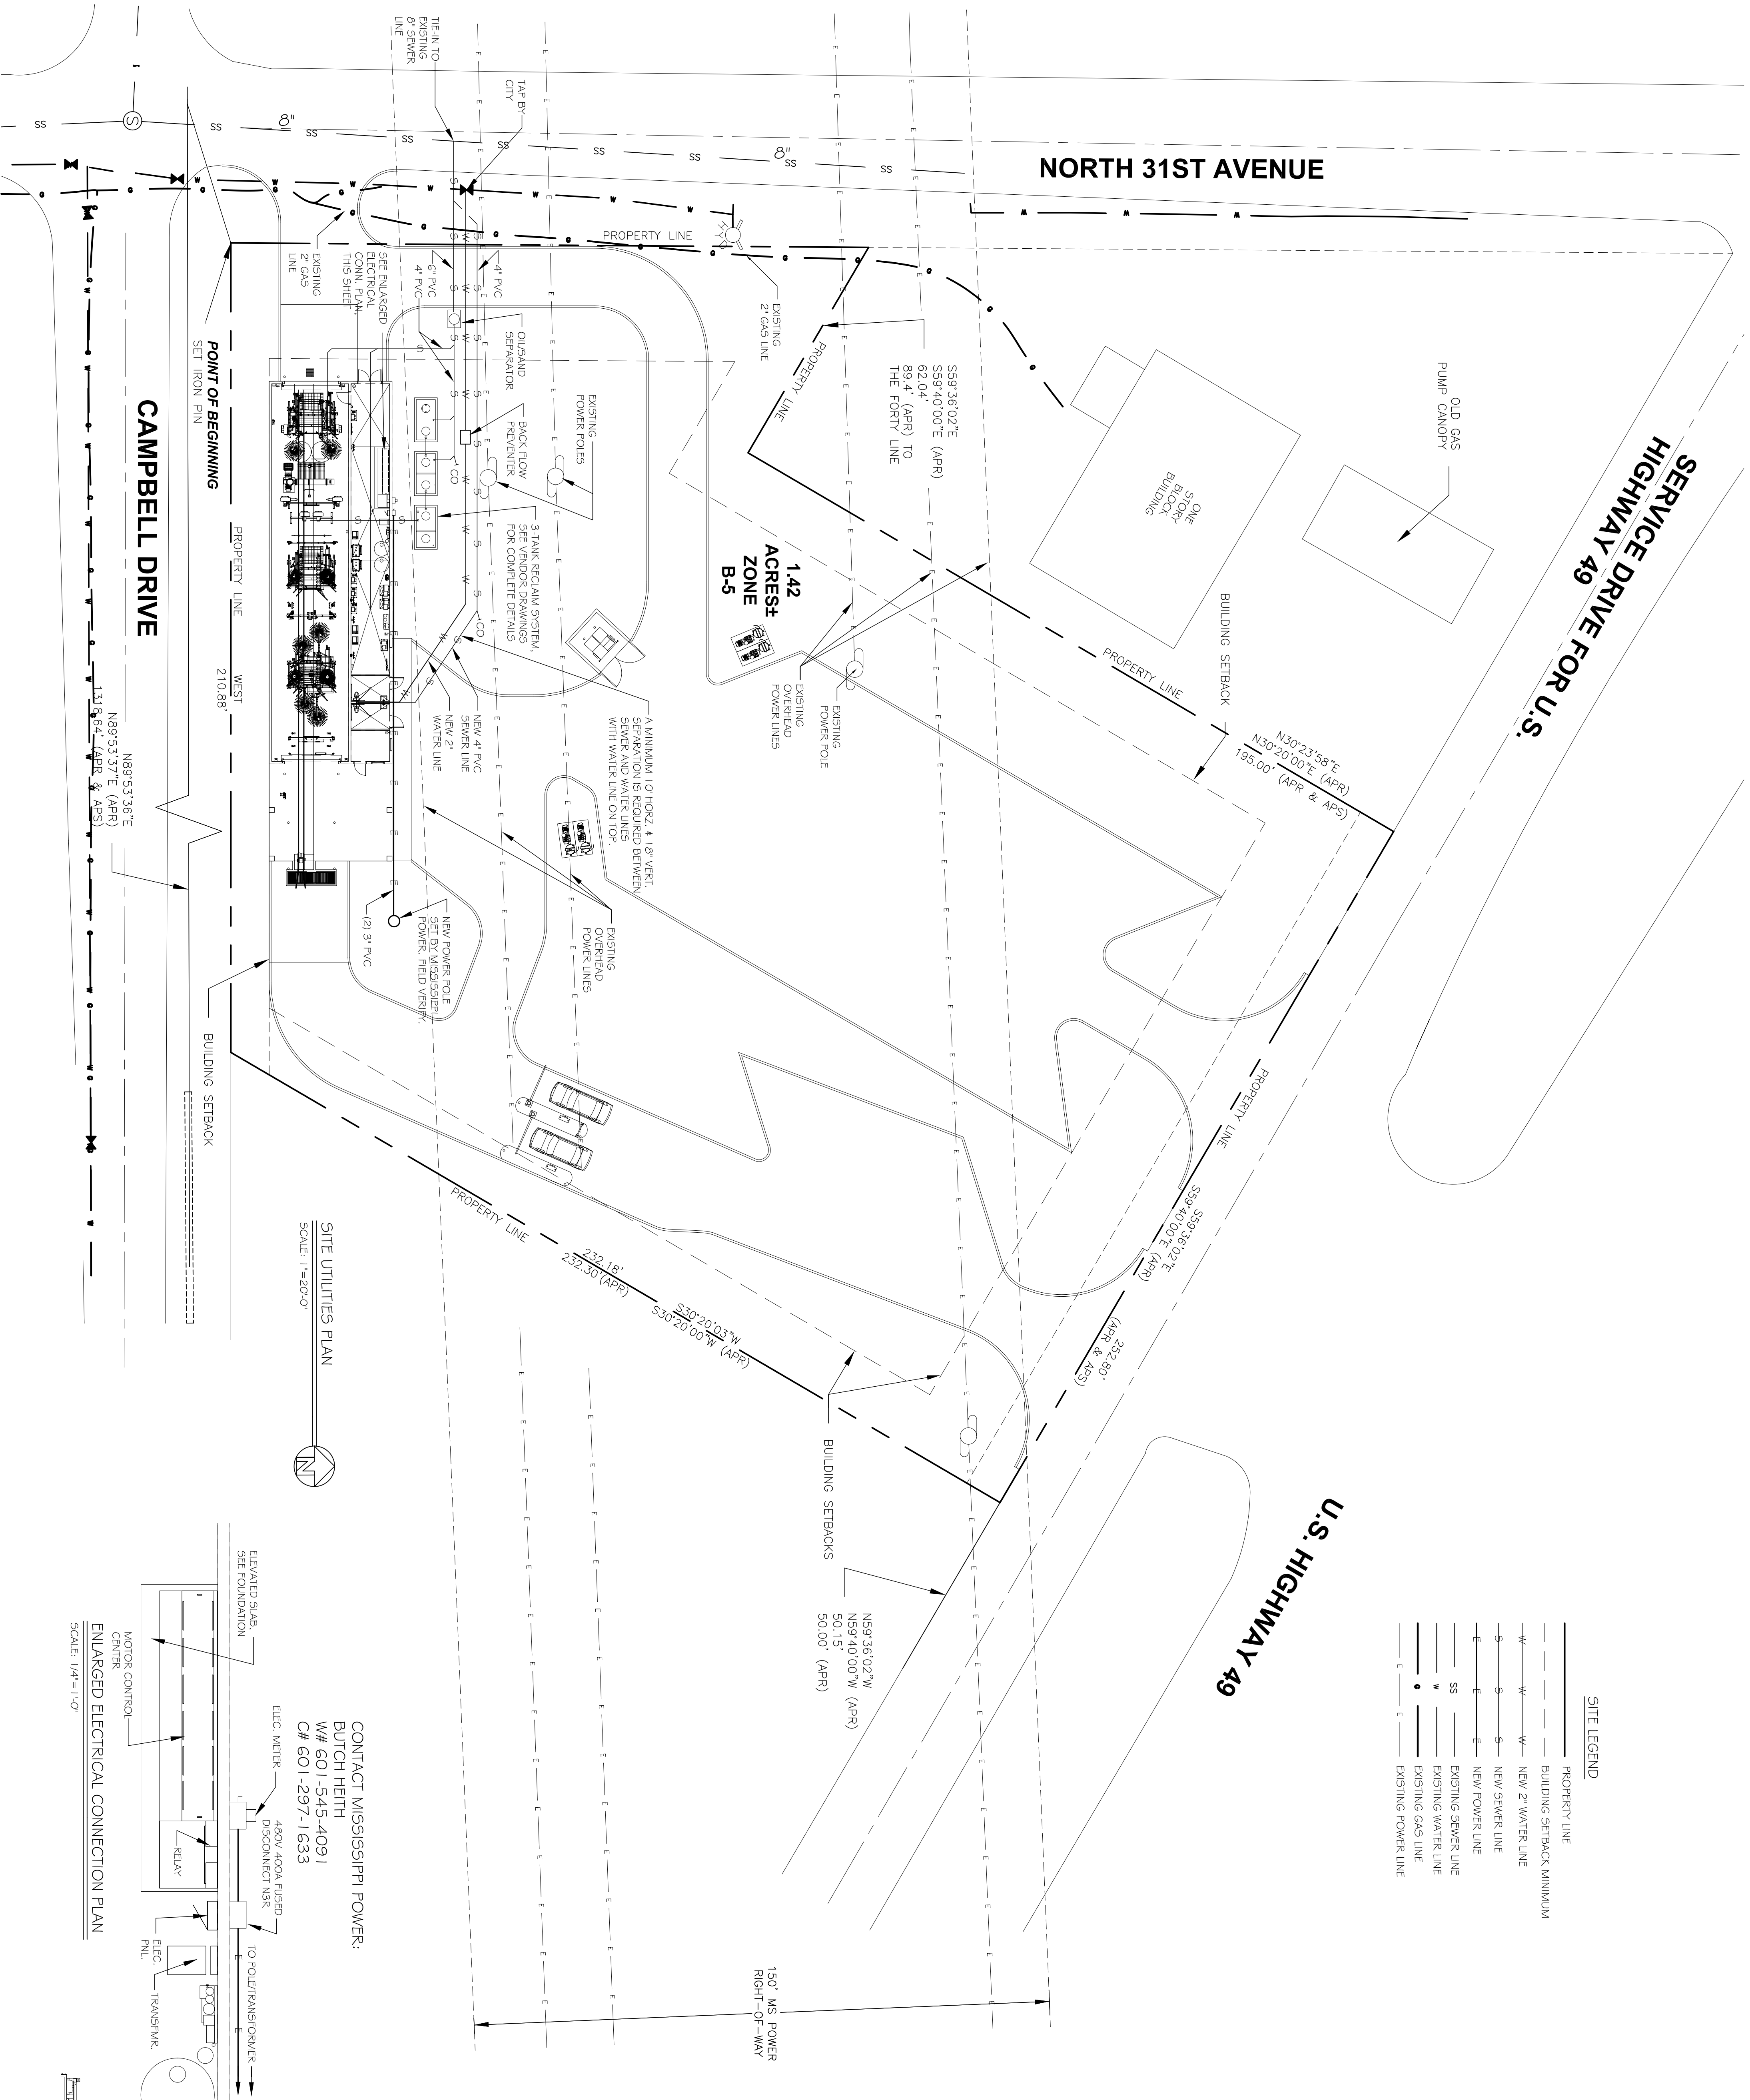 NORTH 31ST AVENUE
SERVICE DRIVE FOR U.S.
HIGHWAY 49
U.S. HIGHWAY 49
CAMPBELL DRIVE
TIE-IN TO
EXISTING
8" SEWER
LINE
TAP BY
CITY
8"
8"
SS
S
HYD
PROPERTY LINE
EXISTING
2" GAS LINE
EXISTING
2" GAS
LINE
SEE ENLARGED
ELECTRICAL
CONN. PLAN,
THIS SHEET
4" PVC
6" PVC
4" PVC
OIL/SAND
SEPARATOR
BACK FLOW
PREVENTER
EXISTING
POWER POLES
CO
CO
3-TANK RECLAIM SYSTEM,
SEE VENDOR DRAWINGS
FOR COMPLETE DETAILS
PROPERTY LINE
S59°36'02"E
S59°40'00"E (APR)
62.04'
89.4' (APR) TO
THE FORTY LINE
OLD GAS
PUMP CANOPY
ONE
STORY
BLOCK
BUILDING
1.42
ACRES±
ZONE
B-5
BUILDING SETBACK
PROPERTY LINE
N30°23'58"E
N30°20'00"E (APR)
195.00' (APR & APS)
EXISTING
POWER POLE
EXISTING
OVERHEAD
POWER LINES
A MINIMUM 10' HORZ. & 18" VERT.
SEPARATION IS REQUIRED BETWEEN
SEWER AND WATER LINES
WITH WATER LINE ON TOP.
NEW 4" PVC
SEWER LINE
NEW 2"
WATER LINE
EXISTING
OVERHEAD
POWER LINES
NEW POWER POLE
SET BY MISSISSIPPI
POWER. FIELD VERIFY.
(2) 3" PVC
POINT OF BEGINNING
SET IRON PIN
PROPERTY LINE
WEST
210.88'
N89°53'36"E
N89°53'37"E (APR)
1318.64' (APR & APS)
BUILDING SETBACK
PROPERTY LINE
S59°36'02"E
S59°40'00"E (APR)
252.80'
(APR & APS)
PROPERTY LINE
232.18'
232.30'(APR)
S30°20'03"W
S30°20'00"W (APR)
BUILDING SETBACKS
N59°36'02"W
N59°40'00"W (APR)
50.15'
50.00' (APR)
SITE UTILITIES PLAN
SCALE: 1"=20'-0"
N
SITE LEGEND
PROPERTY LINE
BUILDING SETBACK MINIMUM
W W W NEW 2" WATER LINE
S S S NEW SEWER LINE
E E E NEW POWER LINE
SS EXISTING SEWER LINE
W EXISTING WATER LINE
G EXISTING GAS LINE
E E EXISTING POWER LINE
150' MS POWER
RIGHT-OF-WAY
CONTACT MISSISSIPPI POWER:
BUTCH HEITH
W# 601-545-4091
C# 601-297-1633
ELEVATED SLAB,
SEE FOUNDATION
MOTOR CONTROL
CENTER
ELEC. METER
480V 400A FUSED
DISCONNECT N3R
TO POLE/TRANSFORMER
RELAY
ELEC.
PNL.
TRANSFMR.
ENLARGED ELECTRICAL CONNECTION PLAN
SCALE: 1/4"=1'-0"